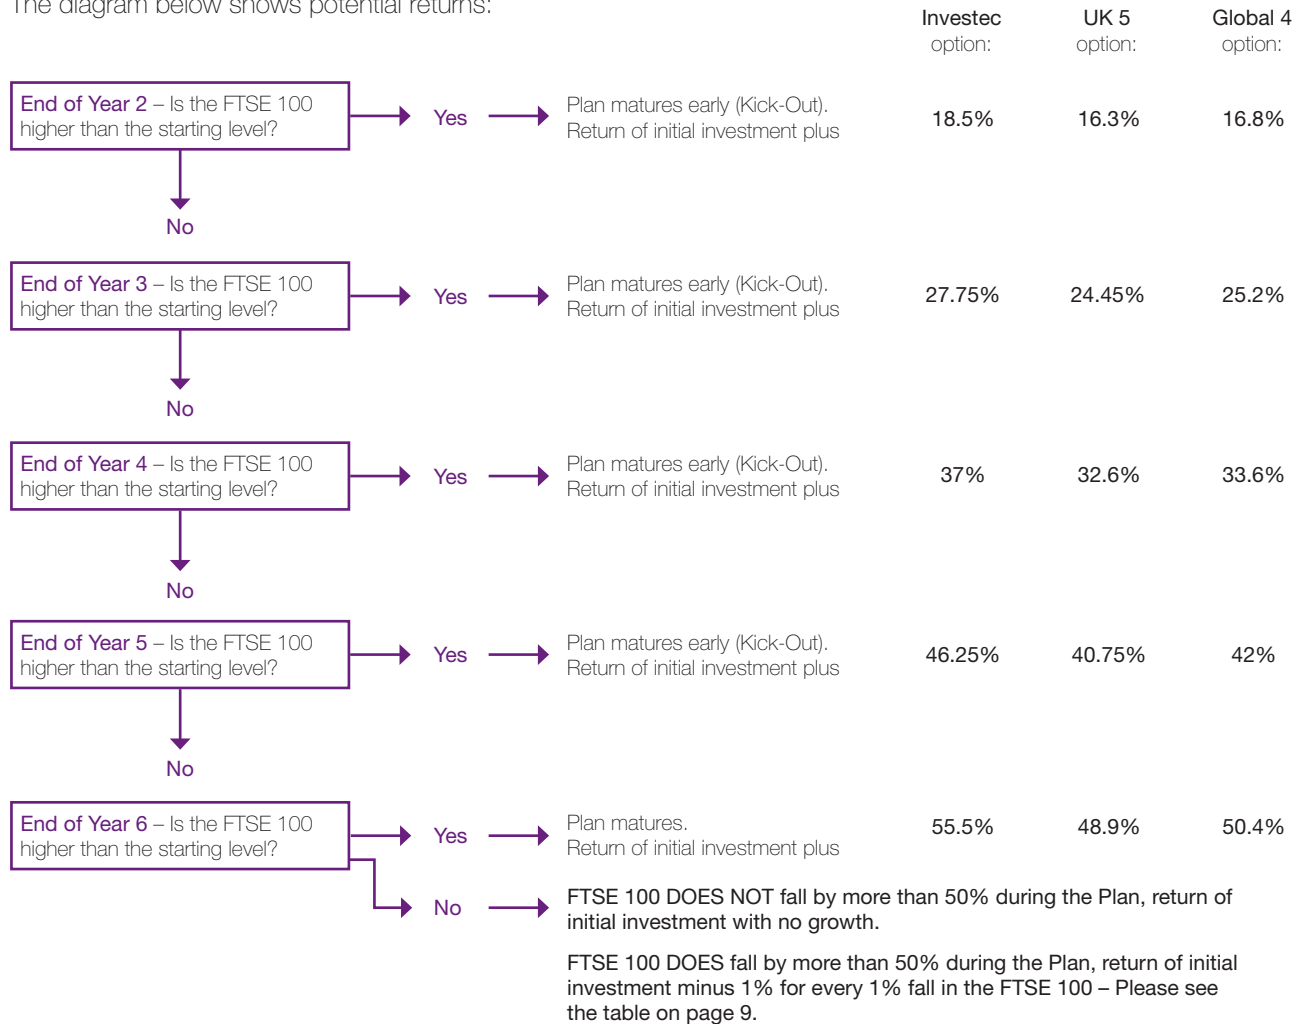 The diagram below shows potential returns:
Investec UK 5 Global 4
option: option: option:
End of Year 2 – Is the FTSE 100
higher than the starting level?
Yes
Plan matures early (Kick-Out).
Return of initial investment plus
18.5% 16.3% 16.8%
No
End of Year 3 – Is the FTSE 100
higher than the starting level?
Yes
Plan matures early (Kick-Out).
Return of initial investment plus
27.75% 24.45% 25.2%
No
End of Year 4 – Is the FTSE 100
higher than the starting level?
Yes
Plan matures early (Kick-Out).
Return of initial investment plus
37% 32.6% 33.6%
No
End of Year 5 – Is the FTSE 100
higher than the starting level?
Yes
Plan matures early (Kick-Out).
Return of initial investment plus
46.25% 40.75% 42%
No
End of Year 6 – Is the FTSE 100
higher than the starting level?
Yes
Plan matures.
Return of initial investment plus
55.5% 48.9% 50.4%
No
FTSE 100 DOES NOT fall by more than 50% during the Plan, return of
initial investment with no growth.
FTSE 100 DOES fall by more than 50% during the Plan, return of initial
investment minus 1% for every 1% fall in the FTSE 100 – Please see
the table on page 9.